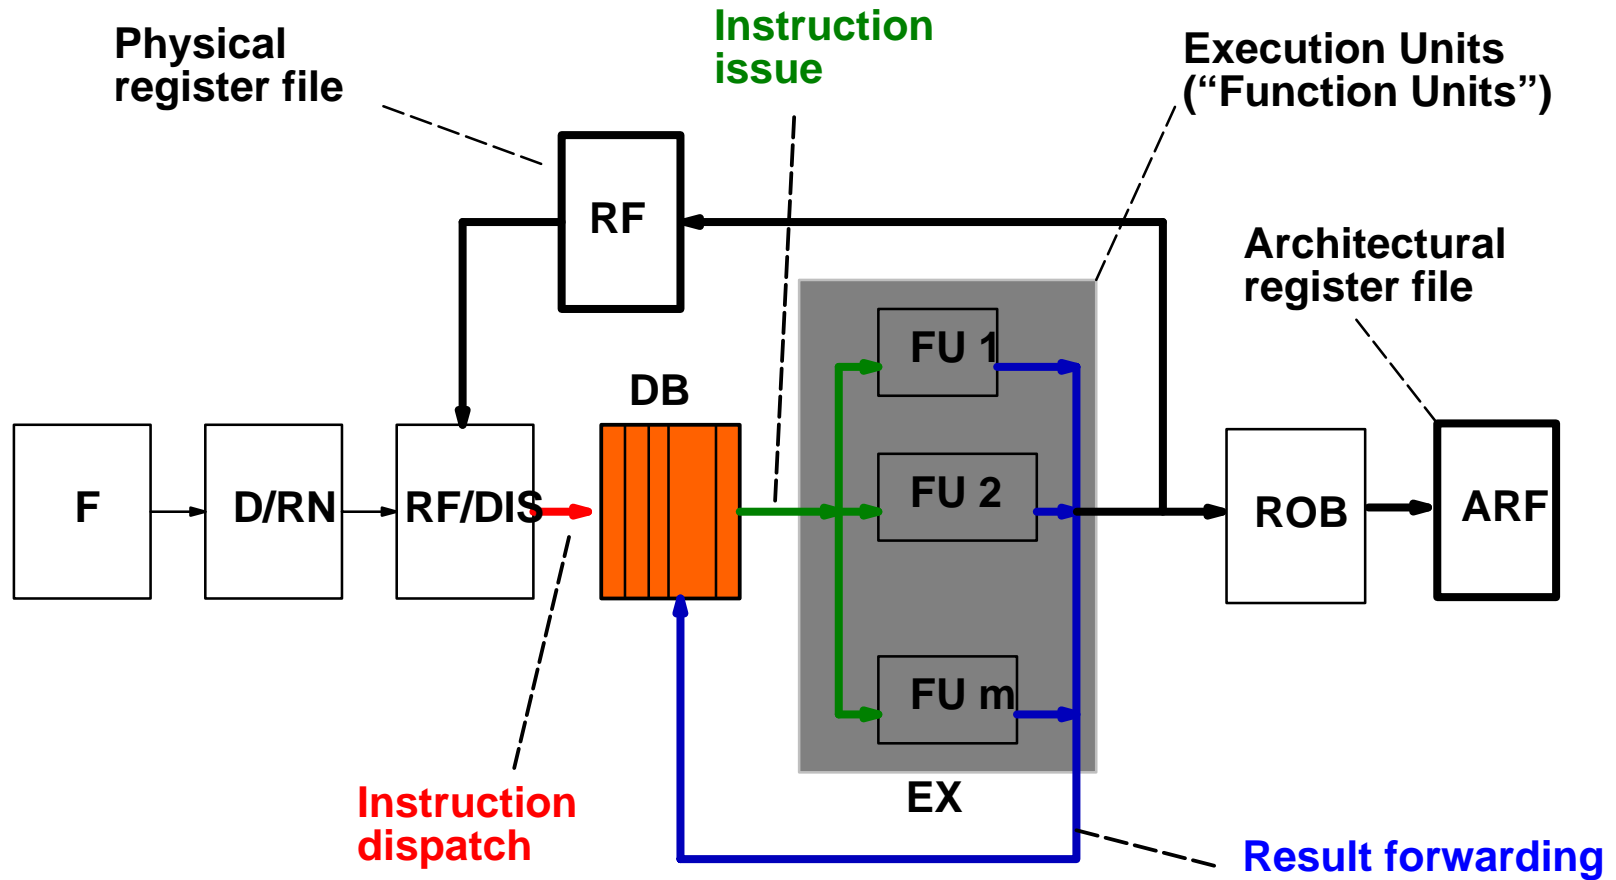 Instruction
issue
Physical
register file
Execution Units
(“Function Units”)
RF
Architectural
register file
FU 1
DB
F
D/RN
RF/DIS
FU 2
ROB
ARF
FU m
EX
Instruction
dispatch
Result forwarding